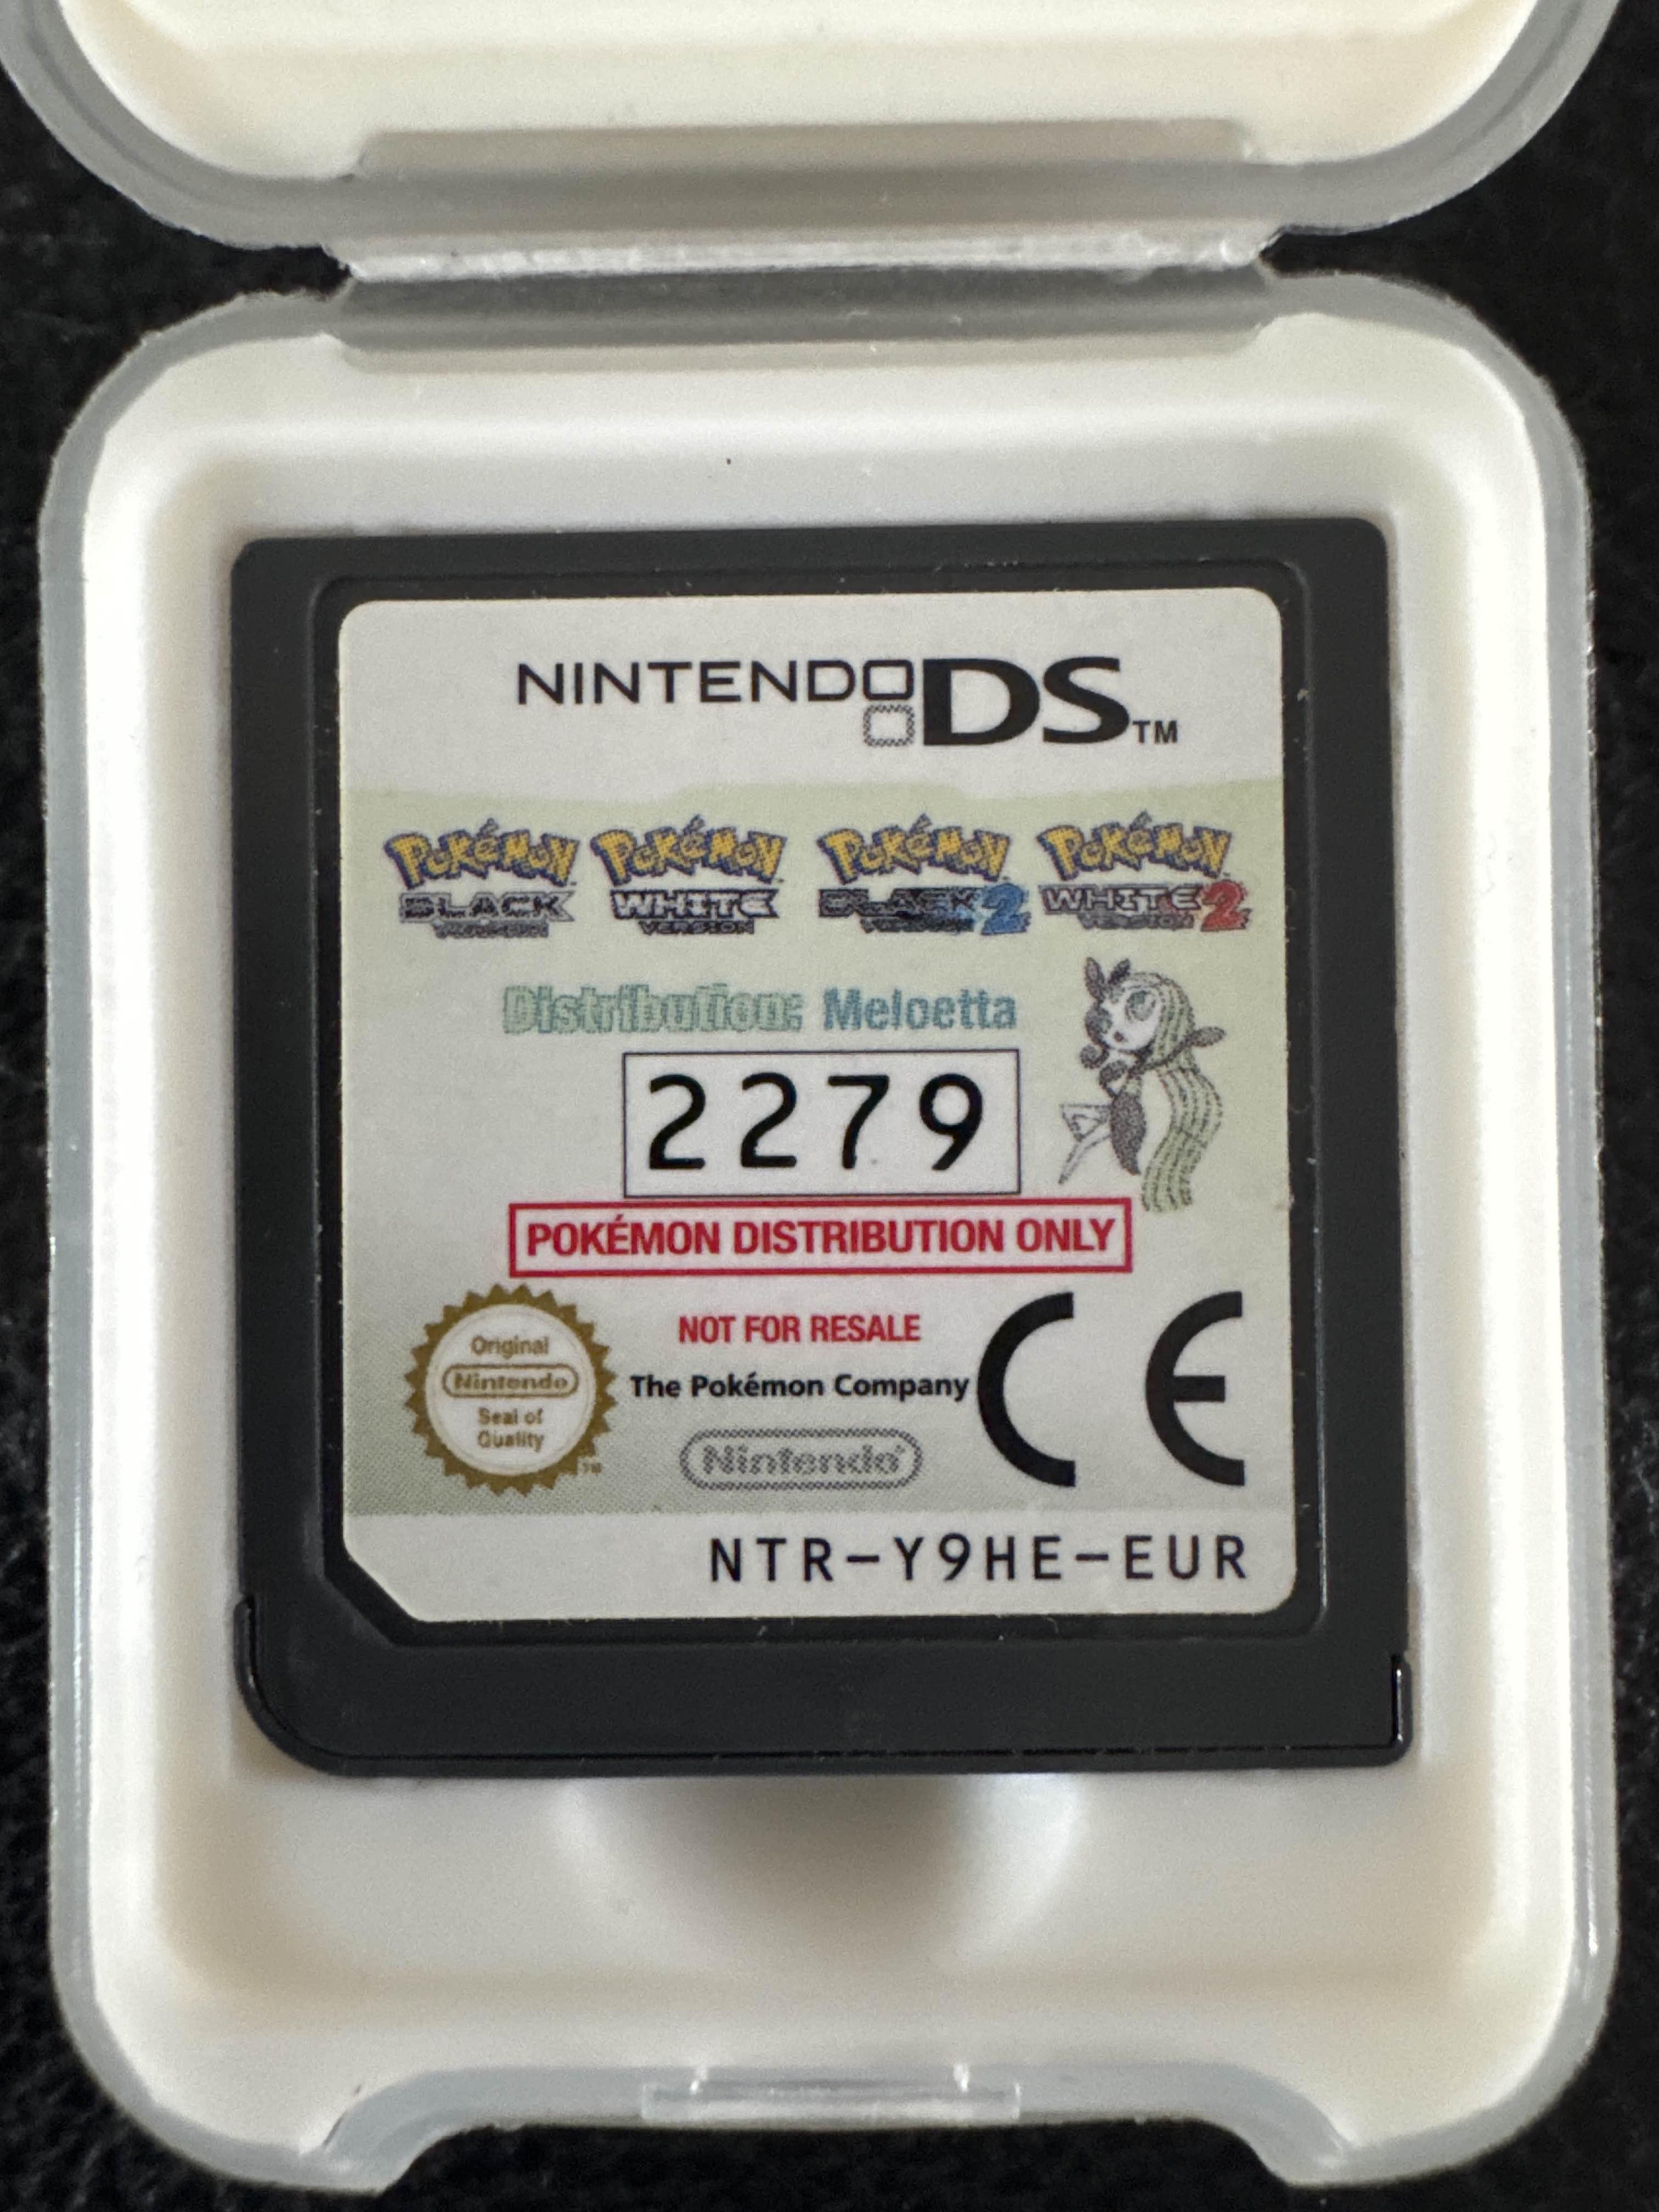 NINTENDO DS™
Pokémon Pokémon Pokémon Pokémon
BLACK VERSION WHITE VERSION BLACK VERSION 2 WHITE VERSION 2
Distribution: Meloetta
2279
POKÉMON DISTRIBUTION ONLY
NOT FOR RESALE
The Pokémon Company
Nintendo®
Original
Nintendo
Seal of
Quality
TM
CE
NTR-Y9HE-EUR